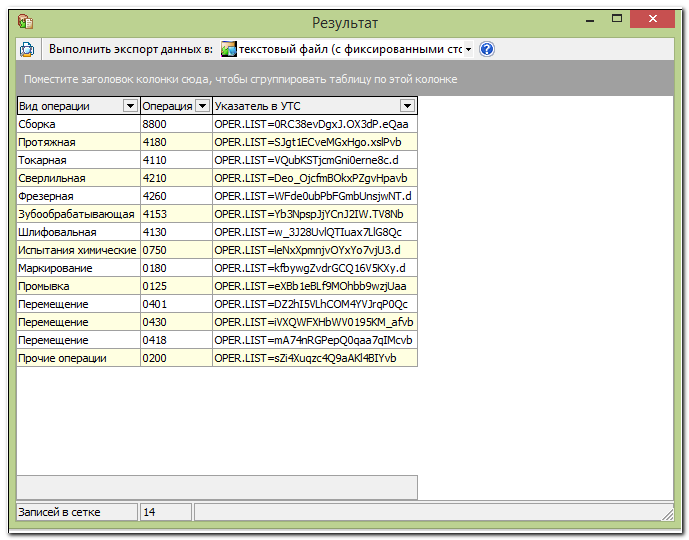 Результат
Выполнить экспорт данных в: текстовый файл (с фиксированными сто
Поместите заголовок колонки сюда, чтобы сгруппировать таблицу по этой колонке
Вид операции Операция Указатель в УТС
Сборка 8800 OPER.LIST=0RC38evDgxJ.OX3dP.eQaa
Протяжная 4180 OPER.LIST=SJgt1ECveMGxHgo.xslPvb
Токарная 4110 OPER.LIST=VQubKSTjcmGni0erne8c.d
Сверлильная 4210 OPER.LIST=Deo_OjcfmBOkxPZgvHpavb
Фрезерная 4260 OPER.LIST=WFde0ubPbFGmbUnsjwNT.d
Зубообрабатывающая 4153 OPER.LIST=Yb3NpspJjYCnJ2IW.TV8Nb
Шлифовальная 4130 OPER.LIST=w_3J28UvlQTIuax7LlG8Qc
Испытания химические 0750 OPER.LIST=leNxXpmnjvOYxYo7vjU3.d
Маркирование 0180 OPER.LIST=kfbywgZvdrGCQ16V5KXy.d
Промывка 0125 OPER.LIST=eXBb1eBLf9MOhbb9wzjUaa
Перемещение 0401 OPER.LIST=DZ2hI5VLhCOM4YVJrqP0Qc
Перемещение 0430 OPER.LIST=iVXQWFXHbWV0195KM_afvb
Перемещение 0418 OPER.LIST=mA74nRGPepQ0qaa7qIMcvb
Прочие операции 0200 OPER.LIST=sZi4Xuqzc4Q9aAKl4BIYvb
Записей в сетке 14